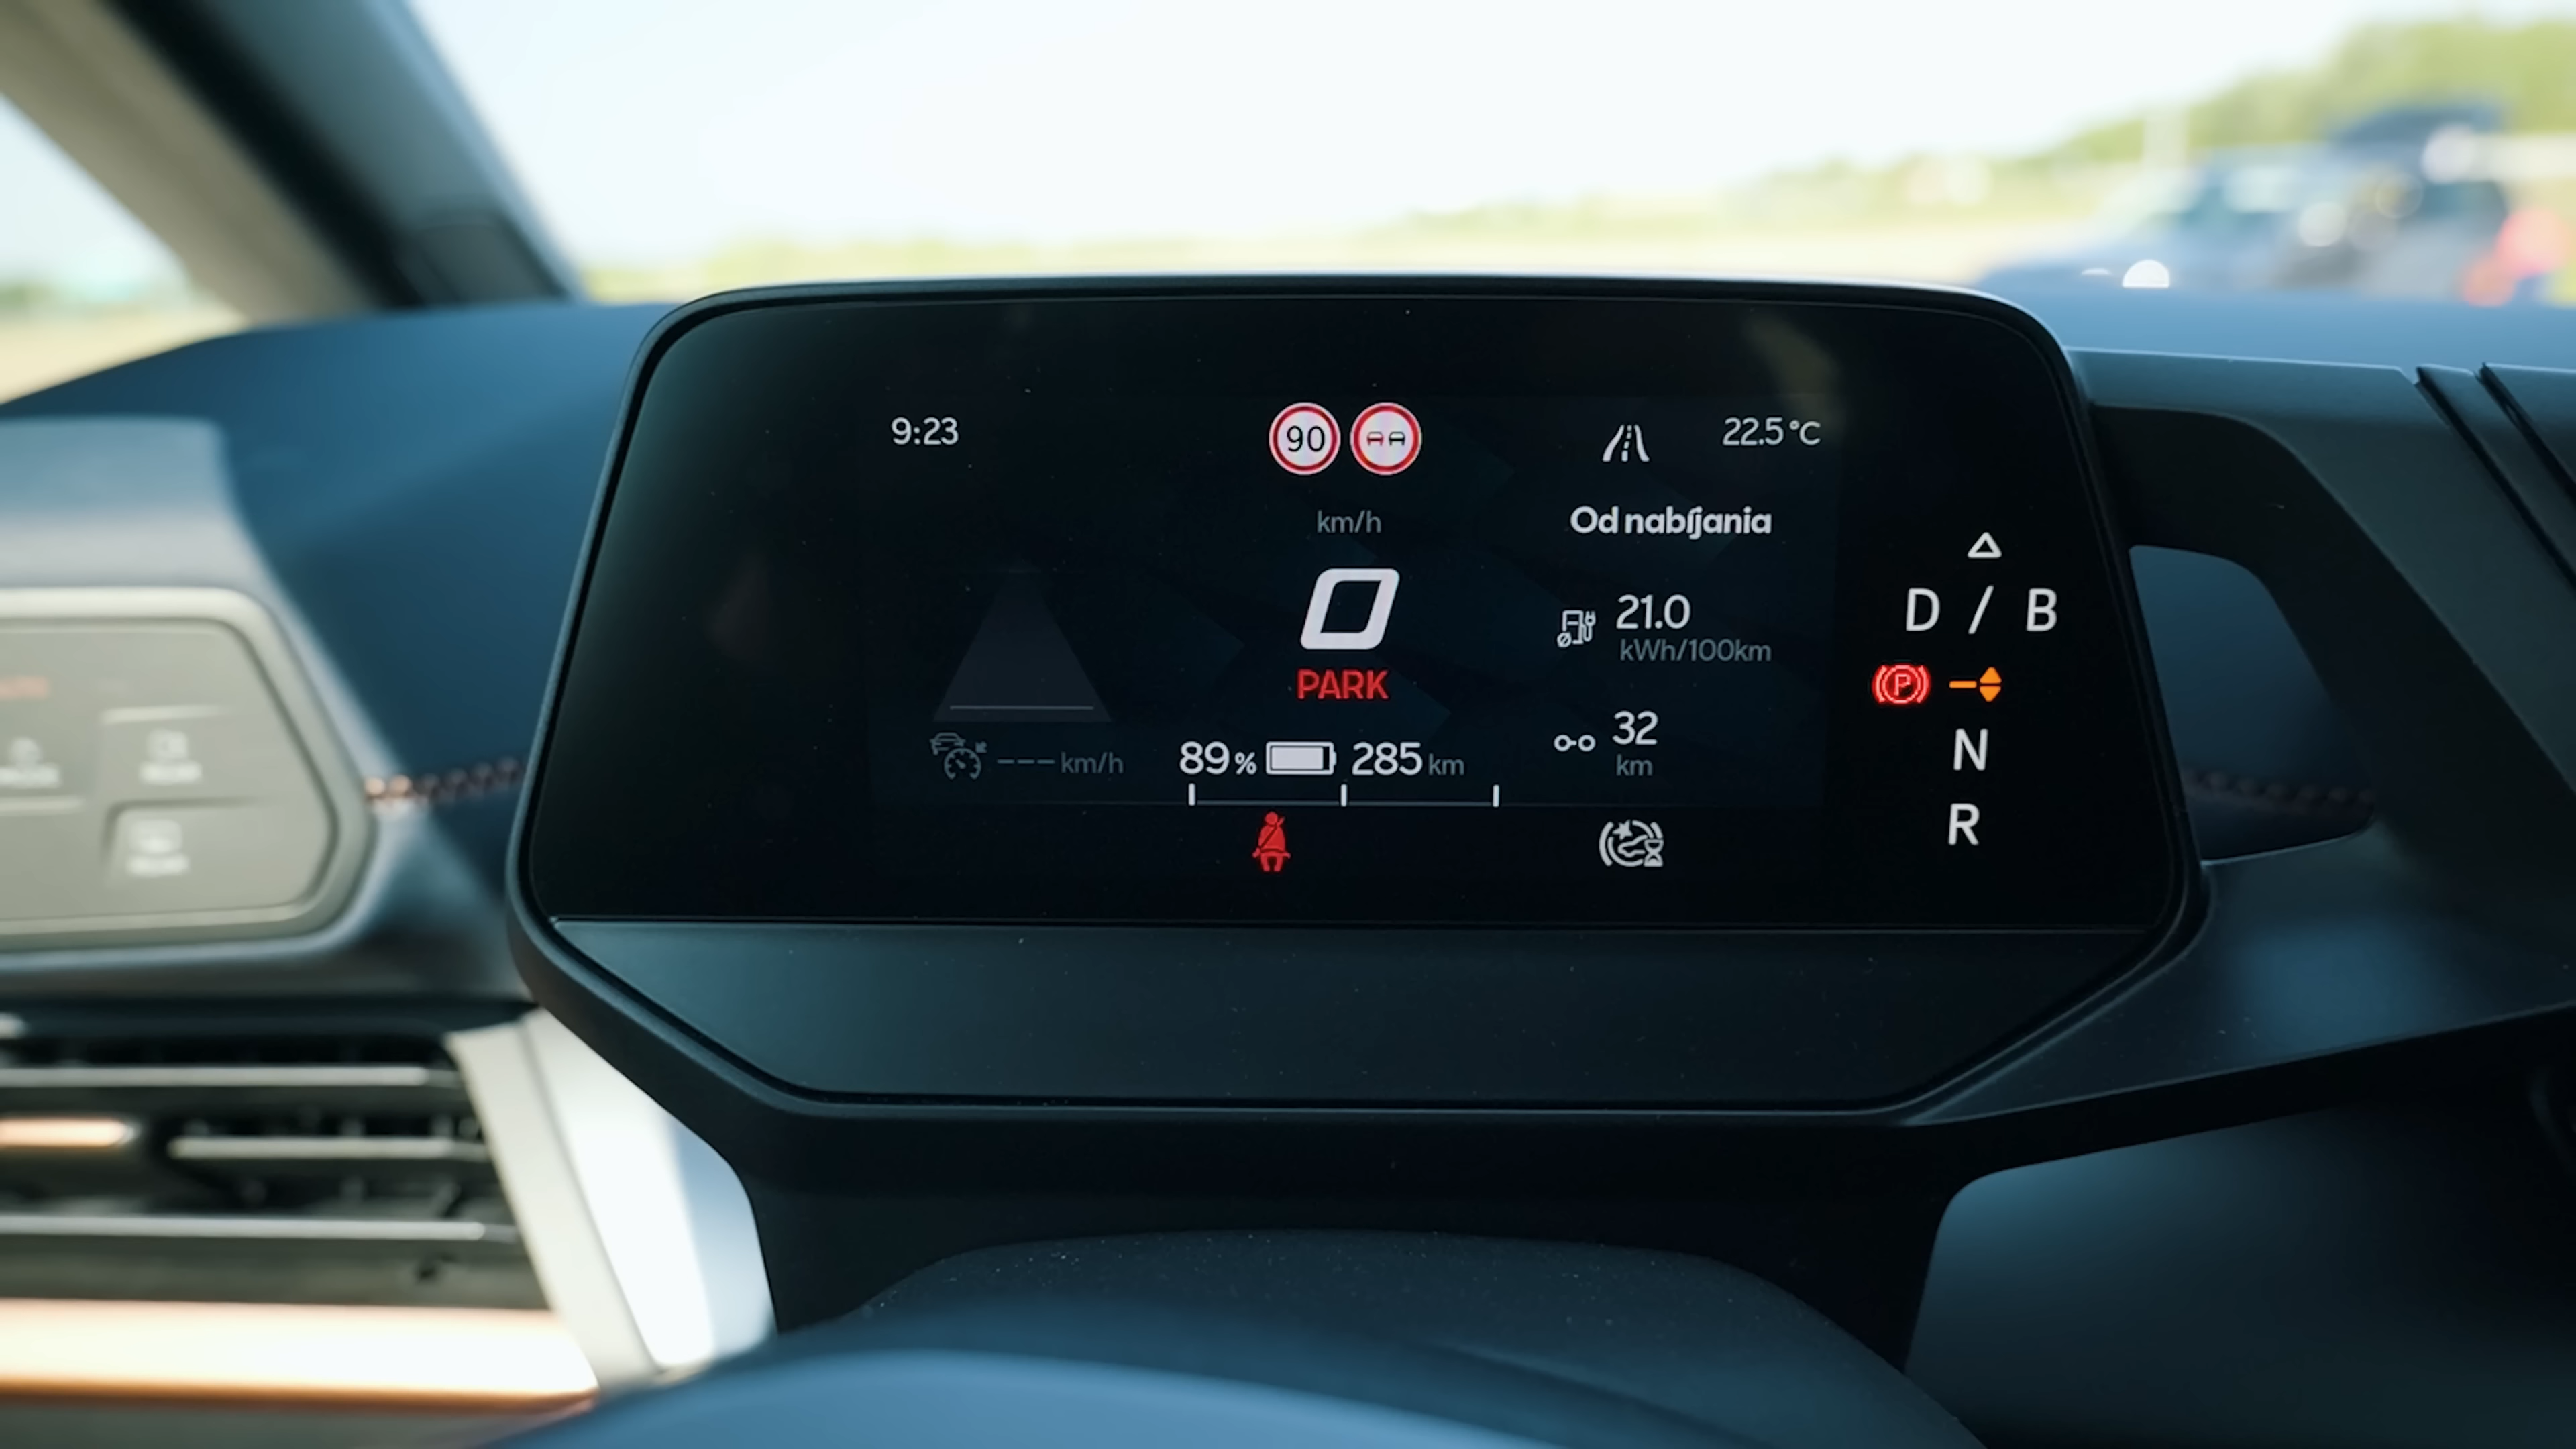 9:23
90
22.5°C
km/h
Od nabíjania
0
21.0
kWh/100km
PARK
89% 285 km
32
km
--- km/h
D / B
P
N
R